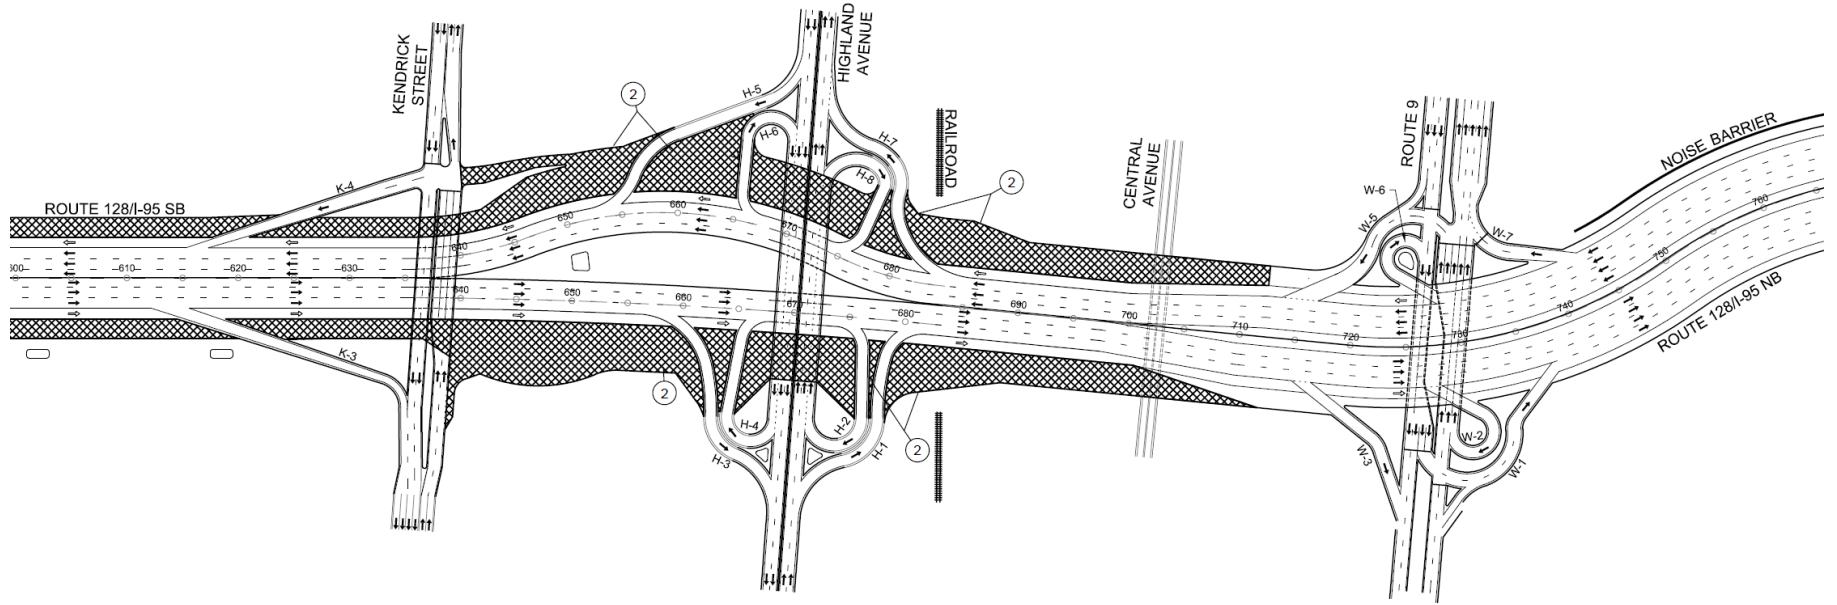 KENDRICK
STREET
HIGHLAND
AVENUE
RAILROAD
CENTRAL
AVENUE
ROUTE 9
NOISE BARRIER
ROUTE 128/I-95 SB
ROUTE 128/I-95 NB
K-4
K-3
H-5
H-6
H-7
H-8
H-4
H-3
H-2
H-1
W-6
W-5
W-7
W-3
W-2
W-1
2
2
2
2
600
610
620
630
640
650
660
670
680
690
700
710
720
730
740
750
760
640
650
660
670
680